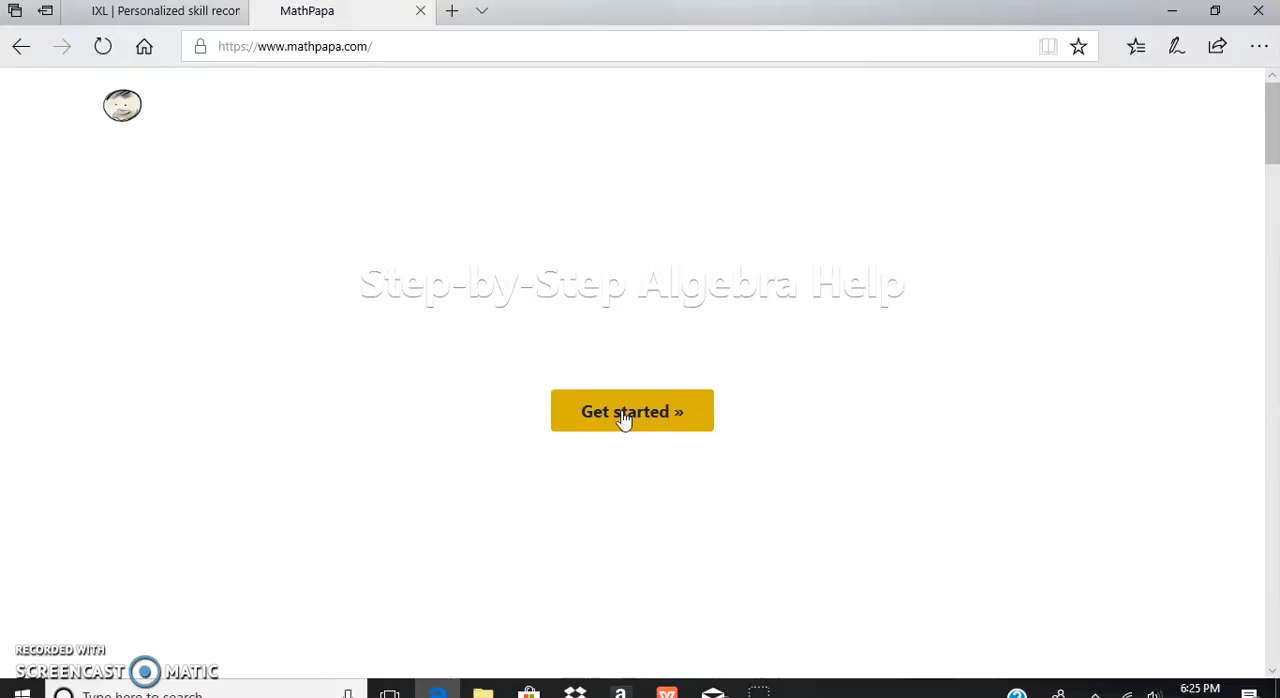 IXL | Personalized skill recor
MathPapa
https://www.mathpapa.com/
Step-by-Step Algebra Help
Get started »
RECORDED WITH
SCREENCAST MATIC
Type here to search
6:25 PM